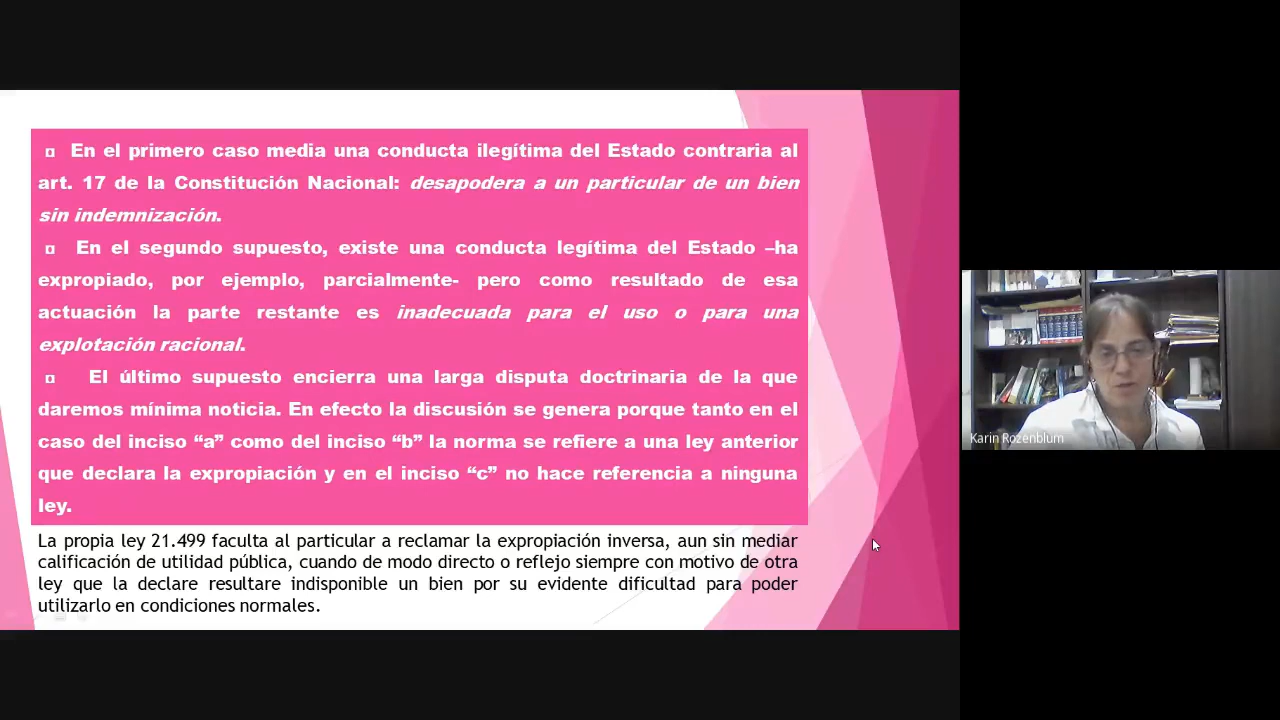 ¤ En el primero caso media una conducta ilegítima del Estado contraria al
art. 17 de la Constitución Nacional: desapodera a un particular de un bien
sin indemnización.
¤ En el segundo supuesto, existe una conducta legítima del Estado –ha
expropiado, por ejemplo, parcialmente- pero como resultado de esa
actuación la parte restante es inadecuada para el uso o para una
explotación racional.
¤ El último supuesto encierra una larga disputa doctrinaria de la que
daremos mínima noticia. En efecto la discusión se genera porque tanto en el
caso del inciso “a” como del inciso “b” la norma se refiere a una ley anterior
que declara la expropiación y en el inciso “c” no hace referencia a ninguna
ley.
La propia ley 21.499 faculta al particular a reclamar la expropiación inversa, aun sin mediar
calificación de utilidad pública, cuando de modo directo o reflejo siempre con motivo de otra
ley que la declare resultare indisponible un bien por su evidente dificultad para poder
utilizarlo en condiciones normales.
Karin Rozenblum